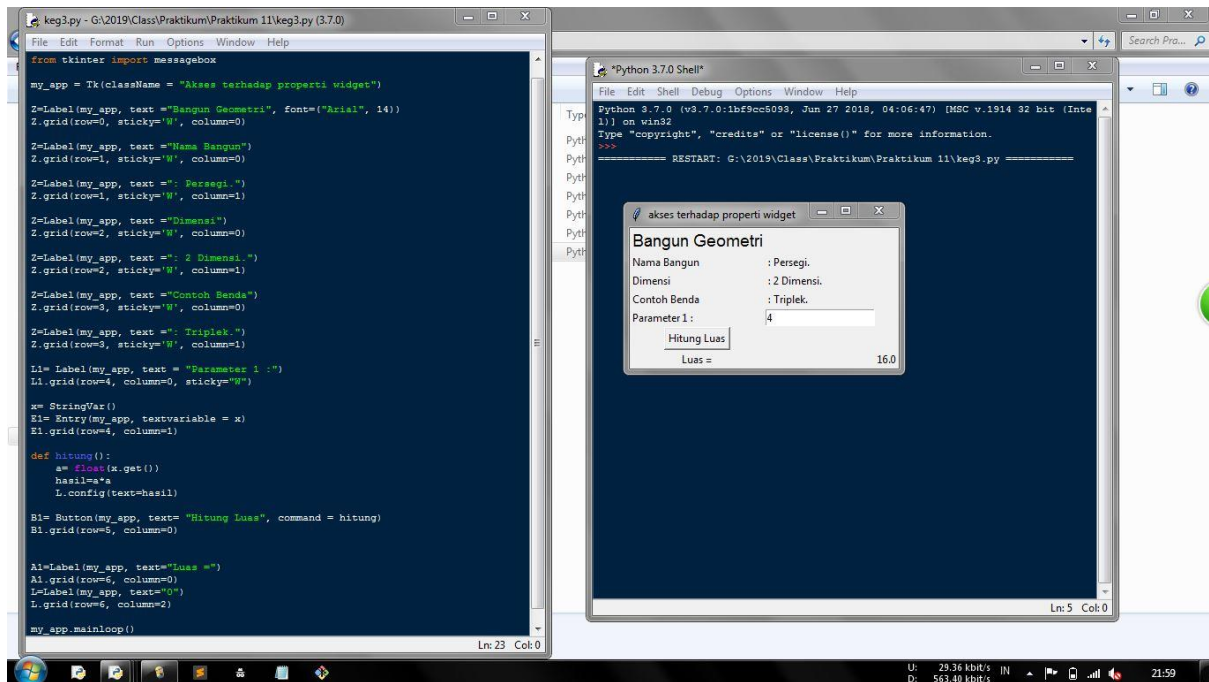 keg3.py - G:\2019\Class\Praktikum\Praktikum 11\keg3.py (3.7.0)
File Edit Format Run Options Window Help
from tkinter import messagebox
my_app = Tk(className = "Akses terhadap properti widget")
Z=Label(my_app, text ="Bangun Geometri", font=("Arial", 14))
Z.grid(row=0, sticky='W', column=0)
Z=Label(my_app, text ="Nama Bangun")
Z.grid(row=1, sticky='W', column=0)
Z=Label(my_app, text =": Persegi.")
Z.grid(row=1, sticky='W', column=1)
Z=Label(my_app, text ="Dimensi")
Z.grid(row=2, sticky='W', column=0)
Z=Label(my_app, text =": 2 Dimensi.")
Z.grid(row=2, sticky='W', column=1)
Z=Label(my_app, text ="Contoh Benda")
Z.grid(row=3, sticky='W', column=0)
Z=Label(my_app, text =": Triplek.")
Z.grid(row=3, sticky='W', column=1)
L1= Label(my_app, text = "Parameter 1 :")
L1.grid(row=4, column=0, sticky="W")
x= StringVar()
E1= Entry(my_app, textvariable = x)
E1.grid(row=4, column=1)
def hitung():
    a= float(x.get())
    hasil=a*a
    L.config(text=hasil)
B1= Button(my_app, text= "Hitung Luas", command = hitung)
B1.grid(row=5, column=0)
A1=Label(my_app, text="Luas =")
A1.grid(row=6, column=0)
L=Label(my_app, text="0")
L.grid(row=6, column=2)
my_app.mainloop()
Ln: 23 Col: 0
Search Pra...
Typ
Pyth
Pyth
Pyth
Pyth
Pyth
Pyth
Pyth
*Python 3.7.0 Shell*
File Edit Shell Debug Options Window Help
Python 3.7.0 (v3.7.0:1bf9cc5093, Jun 27 2018, 04:06:47) [MSC v.1914 32 bit (Inte
l)] on win32
Type "copyright", "credits" or "license()" for more information.
>>>
=========== RESTART: G:\2019\Class\Praktikum\Praktikum 11\keg3.py ===========
akses terhadap properti widget
Bangun Geometri
Nama Bangun : Persegi.
Dimensi : 2 Dimensi.
Contoh Benda : Triplek.
Parameter 1 : 4
Hitung Luas
Luas = 16.0
Ln: 5 Col: 0
U: 29.36 kbit/s
D: 563.40 kbit/s
IN
21:59